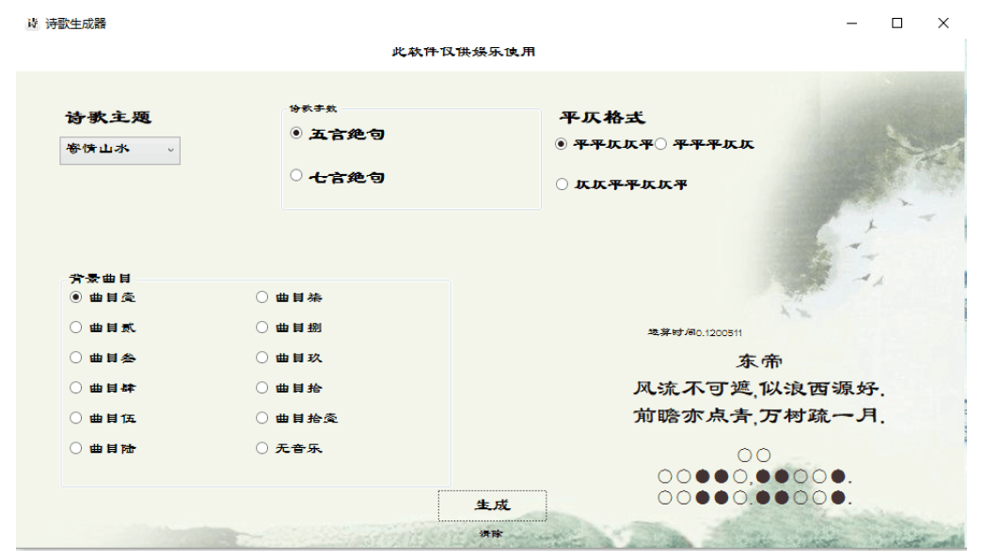 诗歌生成器
此软件仅供娱乐使用
诗歌主题
寄情山水
诗歌字数
五言绝句
七言绝句
平仄格式
平平仄仄平 平平平仄仄
仄仄平平仄仄平
背景曲目
曲目壹 曲目柒
曲目贰 曲目捌
曲目叁 曲目玖
曲目肆 曲目拾
曲目伍 曲目拾壹
曲目陆 无音乐
运算时间0.1200511
东帝
风流不可遮,似浪西源好.
前瞻亦点青,万树疏一月.
○○
○○●●○,●●○○●.
○○●●○.●●○○●.
生成
清除